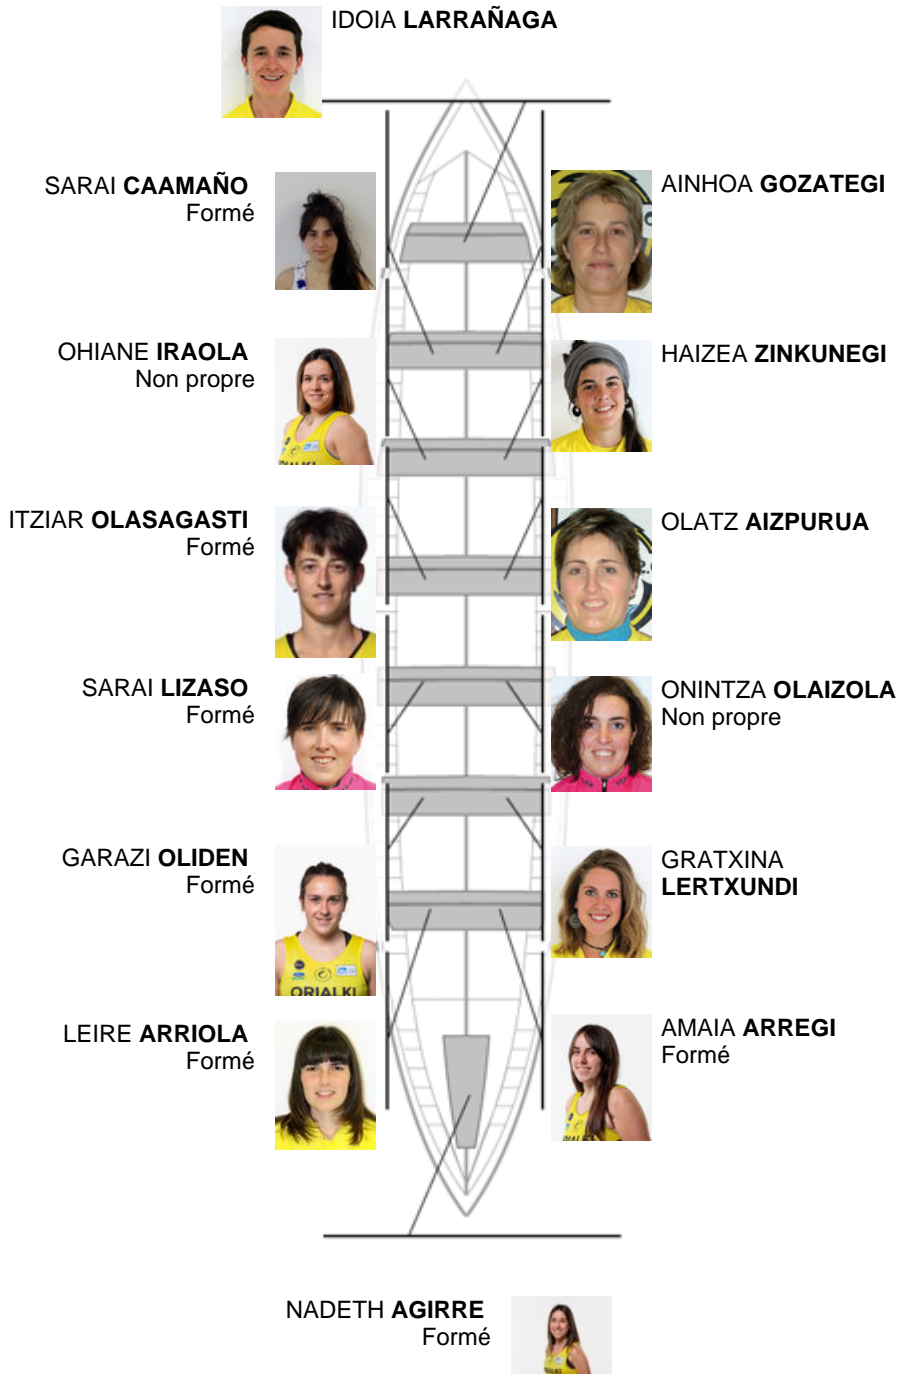 IDOIA LARRAÑAGA
SARAI CAAMAÑO
Formé
AINHOA GOZATEGI
OHIANE IRAOLA
Non propre
HAIZEA ZINKUNEGI
ITZIAR OLASAGASTI
Formé
OLATZ AIZPURUA
SARAI LIZASO
Formé
ONINTZA OLAIZOLA
Non propre
GARAZI OLIDEN
Formé
GRATXINA
LERTXUNDI
ORIALKI
LEIRE ARRIOLA
Formé
AMAIA ARREGI
Formé
NADETH AGIRRE
Formé